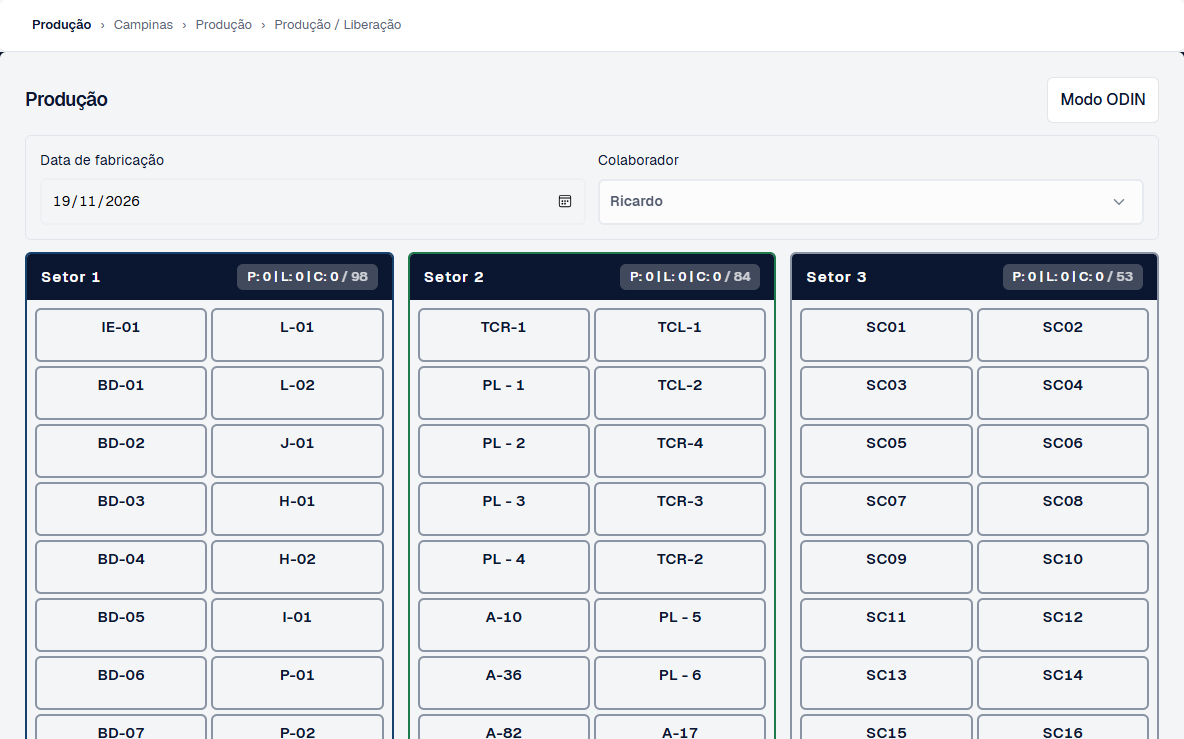 Produção › Campinas › Produção › Produção / Liberação
Produção
Modo ODIN
Data de fabricação
Colaborador
19/11/2026
Ricardo
Setor 1
P: 0 | L: 0 | C: 0 / 98
IE-01
L-01
BD-01
L-02
BD-02
J-01
BD-03
H-01
BD-04
H-02
BD-05
I-01
BD-06
P-01
BD-07
P-02
Setor 2
P: 0 | L: 0 | C: 0 / 84
TCR-1
TCL-1
PL - 1
TCL-2
PL - 2
TCR-4
PL - 3
TCR-3
PL - 4
TCR-2
A-10
PL - 5
A-36
PL - 6
A-82
A-17
Setor 3
P: 0 | L: 0 | C: 0 / 53
SC01
SC02
SC03
SC04
SC05
SC06
SC07
SC08
SC09
SC10
SC11
SC12
SC13
SC14
SC15
SC16